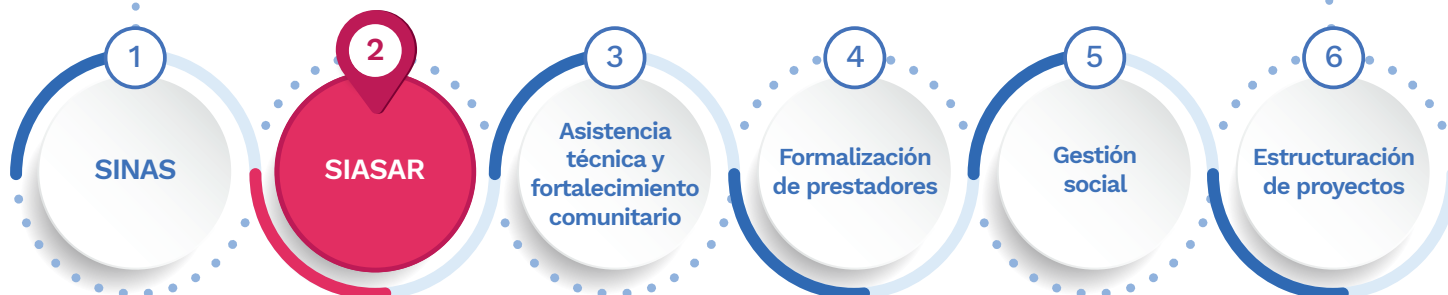 1
SINAS
2
SIASAR
3
Asistencia
técnica y
fortalecimiento
comunitario
4
Formalización
de prestadores
5
Gestión
social
6
Estructuración
de proyectos